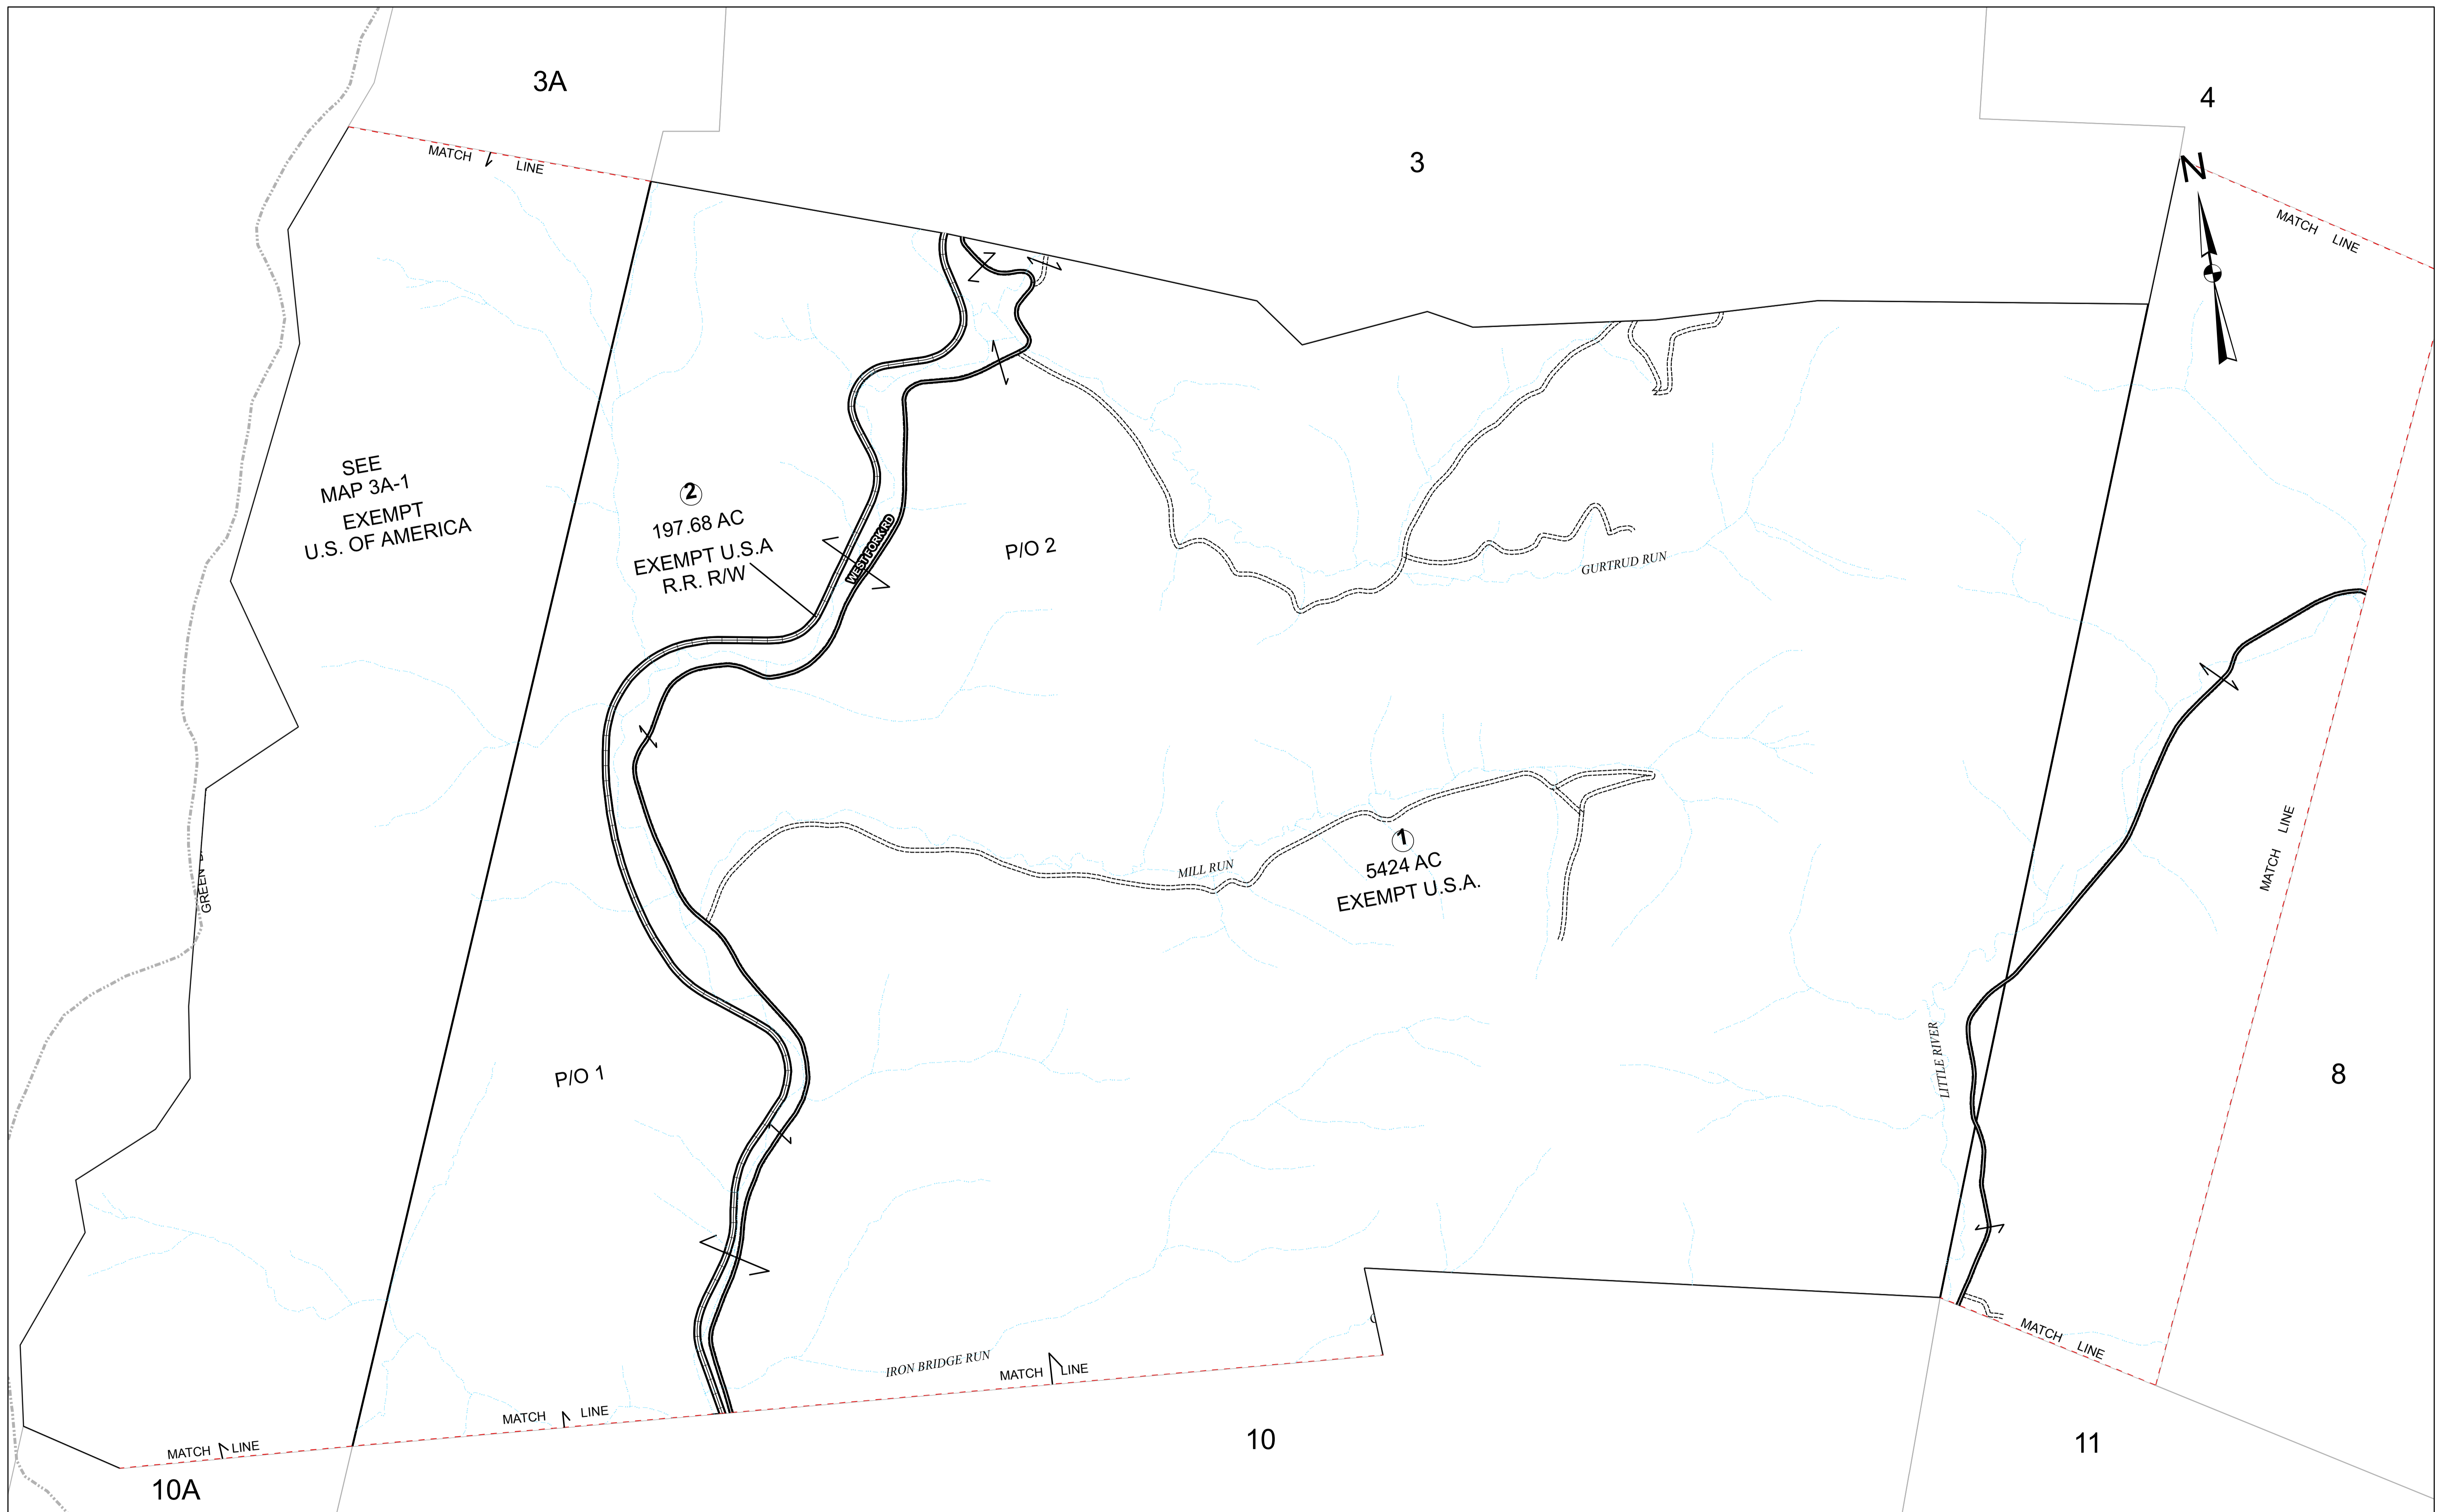 3A
4
3
N
MATCH LINE
MATCH LINE
SEE
MAP 3A-1
EXEMPT
U.S. OF AMERICA
2
197.68 AC
EXEMPT U.S.A
R.R. R/W
WEST FORK RD
P/O 2
GURTRUD RUN
MILL RUN
1
5424 AC
EXEMPT U.S.A.
MATCH LINE
GREEN
LITTLE RIVER
P/O 1
8
IRON BRIDGE RUN
MATCH LINE
MATCH LINE
MATCH LINE
MATCH LINE
10
11
10A